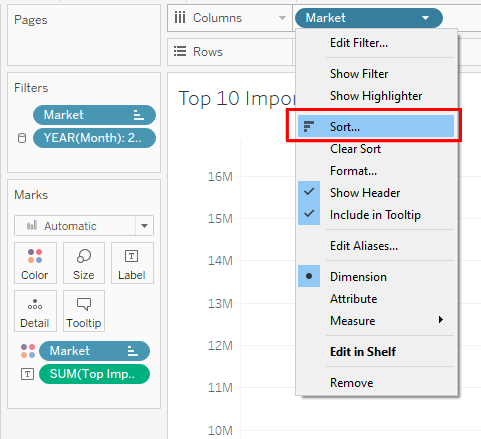 Pages
Columns
Market
Rows
Filters
Market
YEAR(Month): 2..
Marks
Automatic
Color
Size
Label
Detail
Tooltip
Market
SUM(Top Imp..
Top 10 Impor
16M
15M
14M
13M
12M
11M
10M
Edit Filter...
Show Filter
Show Highlighter
Sort...
Clear Sort
Format...
Show Header
Include in Tooltip
Edit Aliases...
Dimension
Attribute
Measure
Edit in Shelf
Remove